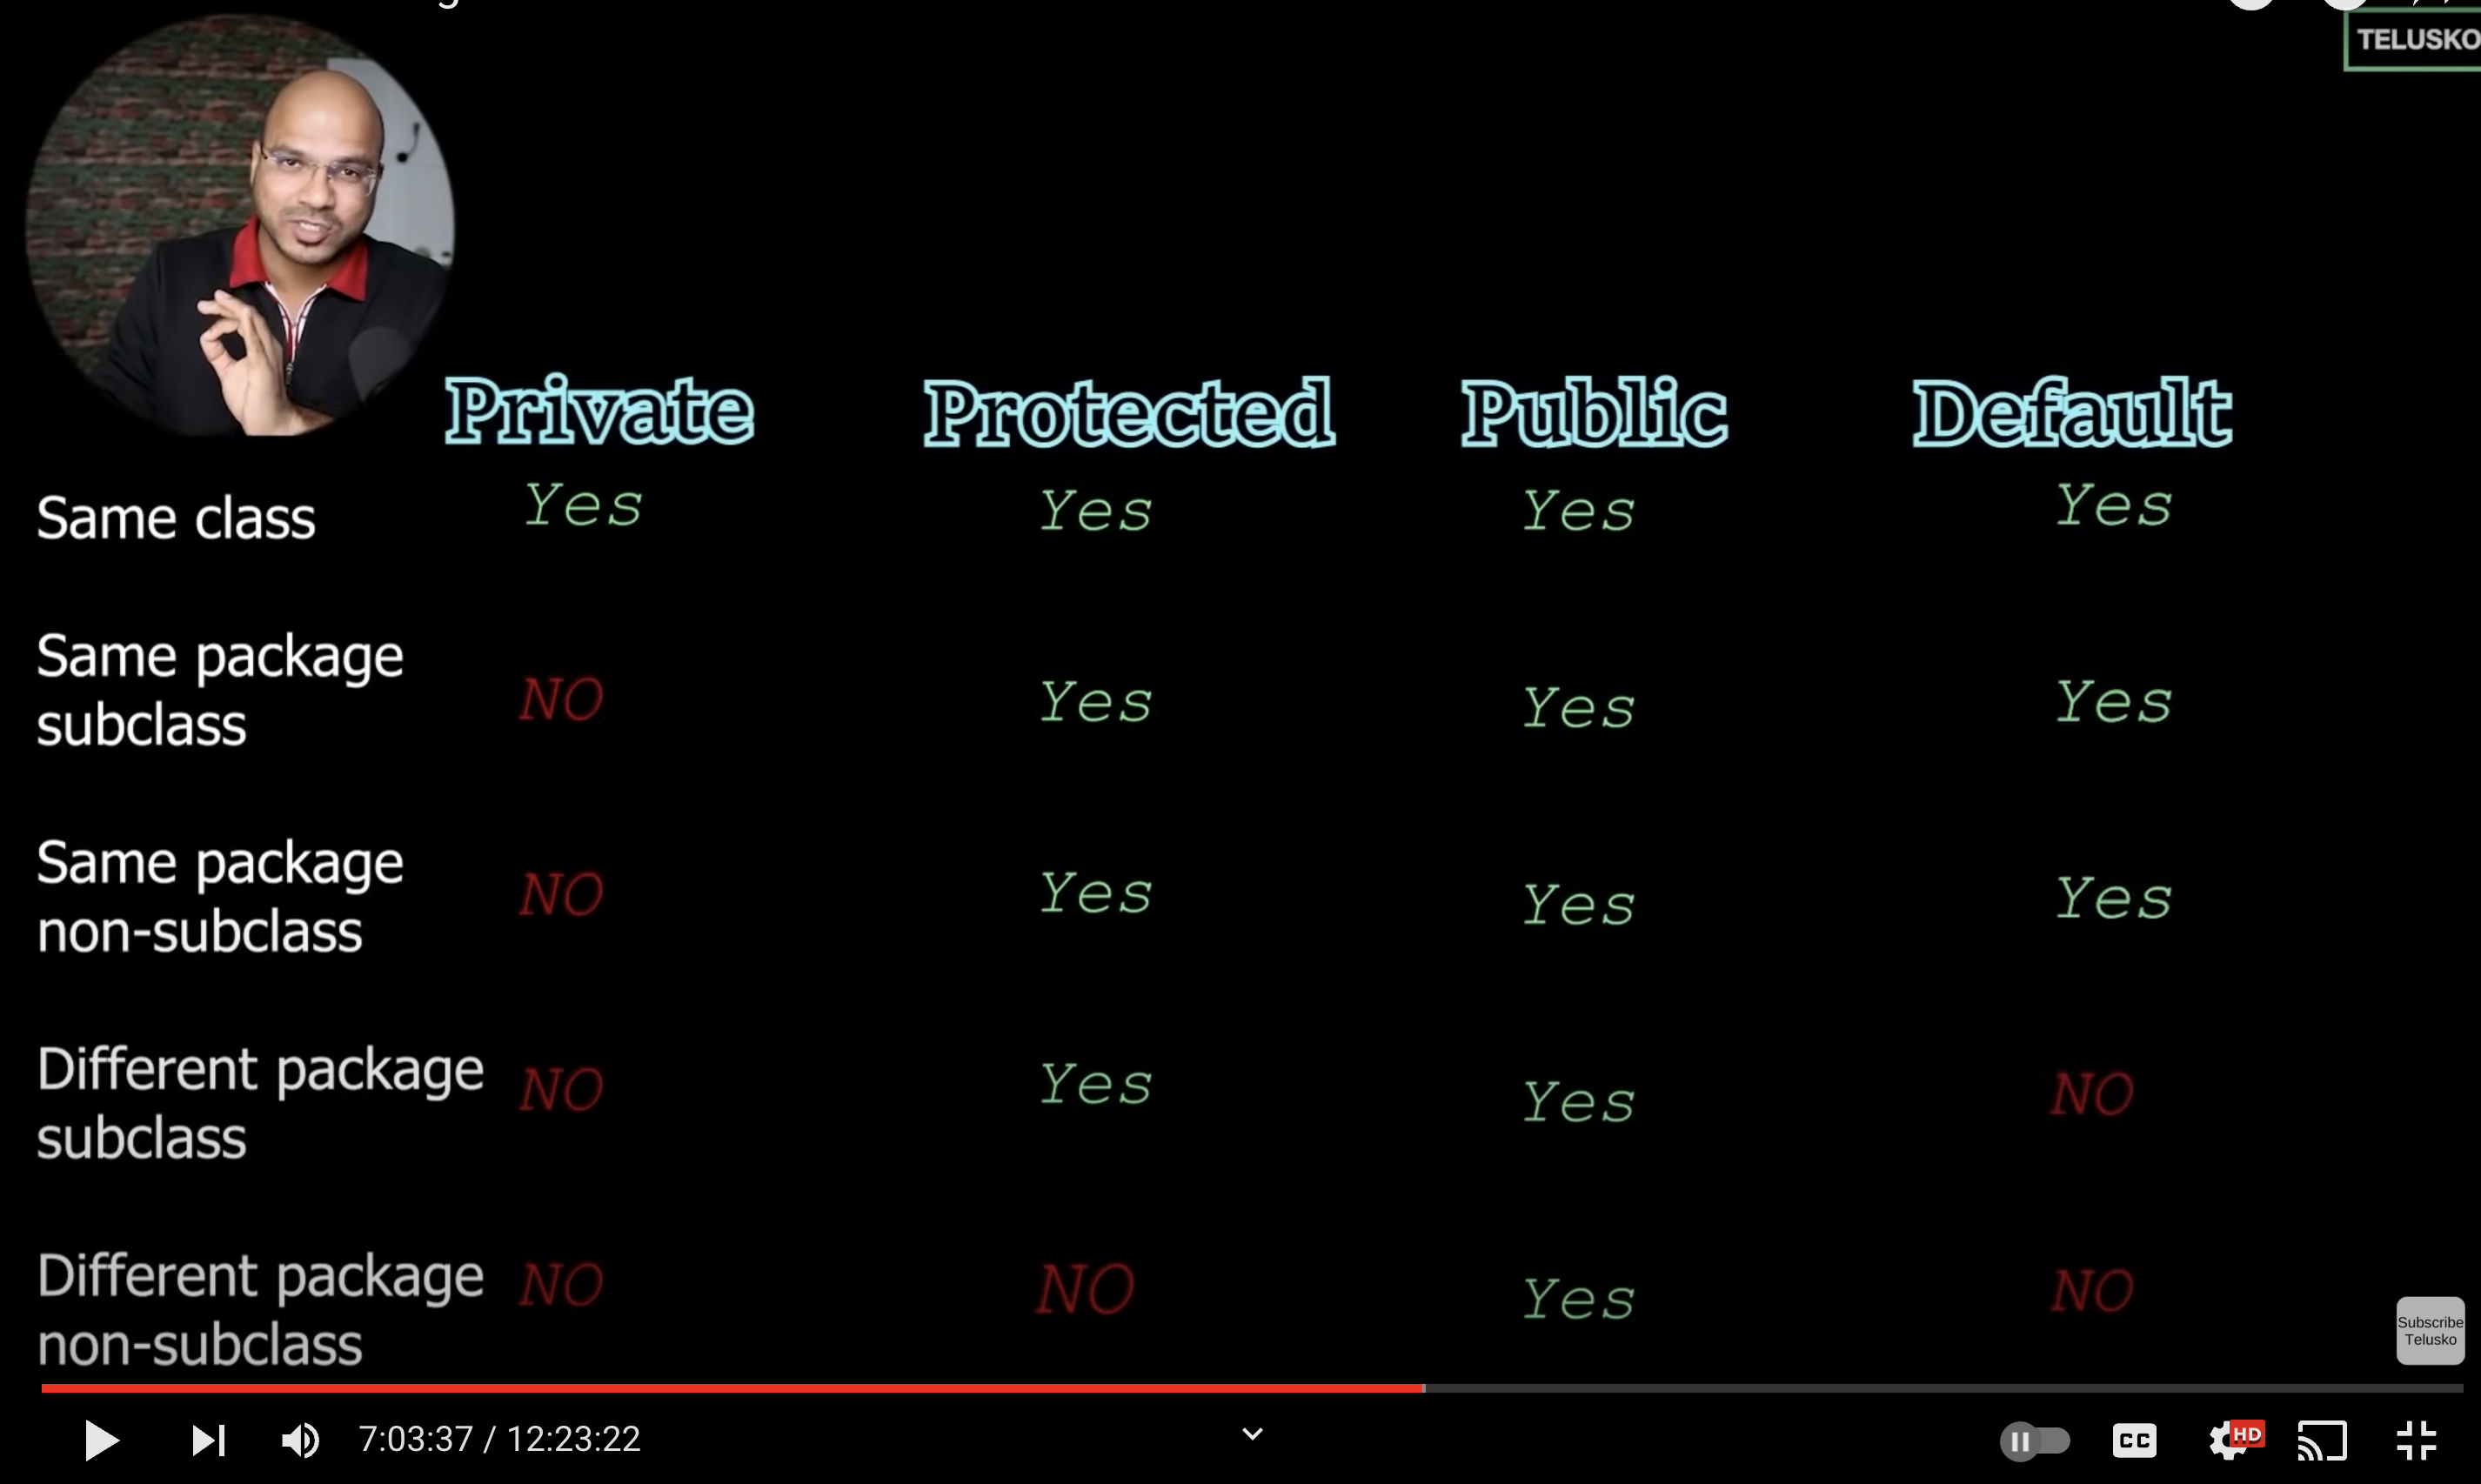 TELUSKO
Private Protected Public Default
Same class Yes Yes Yes Yes
Same package
subclass
NO Yes Yes Yes
Same package
non-subclass
NO Yes Yes Yes
Different package
subclass
NO Yes Yes NO
Different package
non-subclass
NO NO Yes NO
Subscribe
Telusko
7:03:37 / 12:23:22
CC
HD